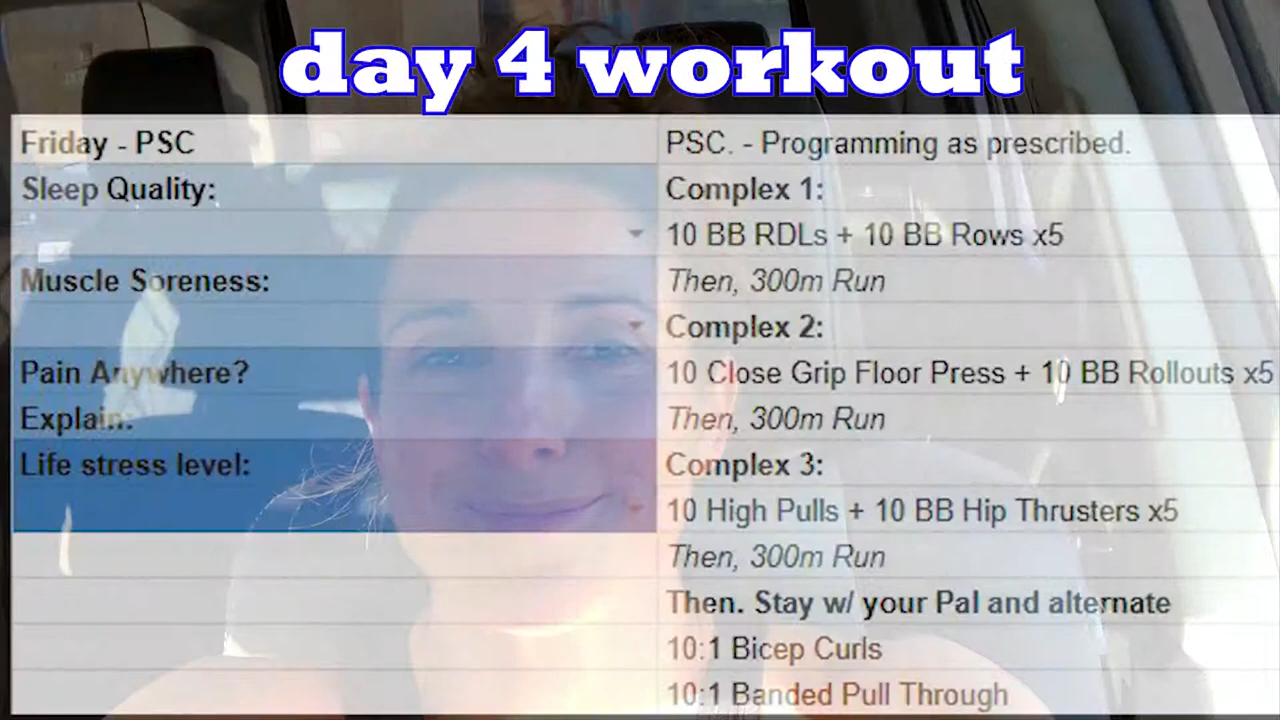 day 4 workout
Friday - PSC
PSC. - Programming as prescribed.
Sleep Quality:
Complex 1:
10 BB RDLs + 10 BB Rows x5
Muscle Soreness:
Then, 300m Run
Complex 2:
Pain Anywhere?
10 Close Grip Floor Press + 10 BB Rollouts x5
Explain:
Then, 300m Run
Life stress level:
Complex 3:
10 High Pulls + 10 BB Hip Thrusters x5
Then, 300m Run
Then. Stay w/ your Pal and alternate
10:1 Bicep Curls
10:1 Banded Pull Through